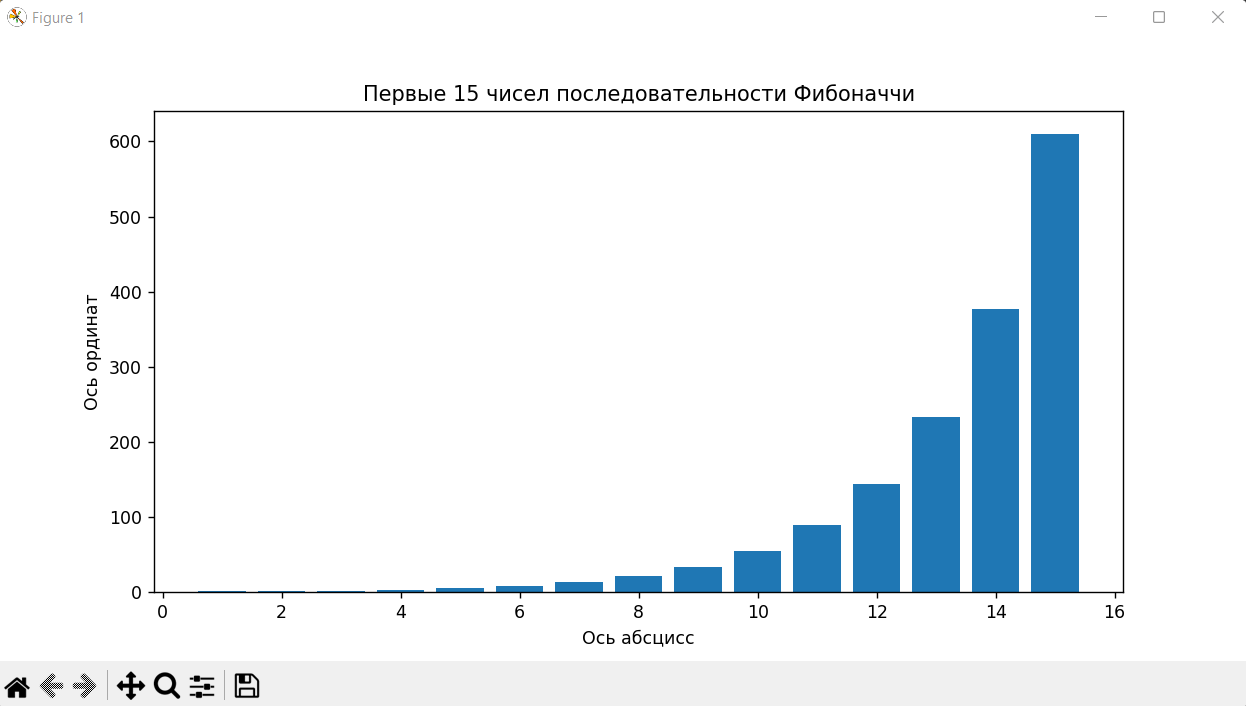 Figure 1
Первые 15 чисел последовательности Фибоначчи
600
500
400
300
200
100
0
Ось ординат
0 2 4 6 8 10 12 14 16
Ось абсцисс